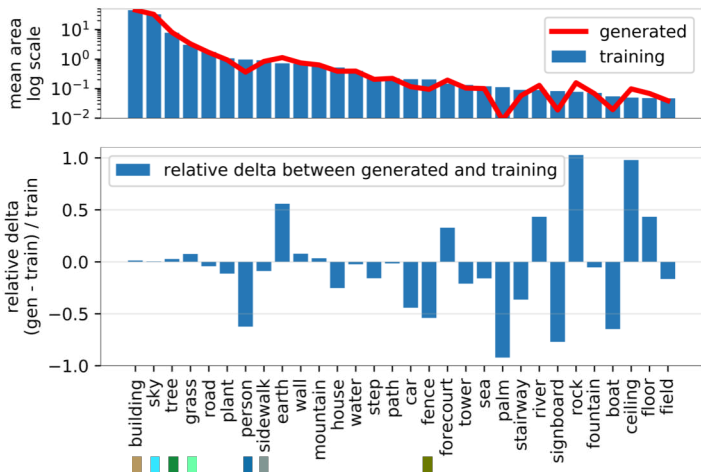 mean area
log scale
10^1
10^0
10^-1
10^-2
generated
training
relative delta
(gen - train) / train
1.0
0.5
0.0
−0.5
−1.0
relative delta between generated and training
building
sky
tree
grass
road
plant
person
sidewalk
earth
wall
mountain
house
water
step
path
car
fence
forecourt
tower
sea
palm
stairway
river
signboard
rock
fountain
boat
ceiling
floor
field